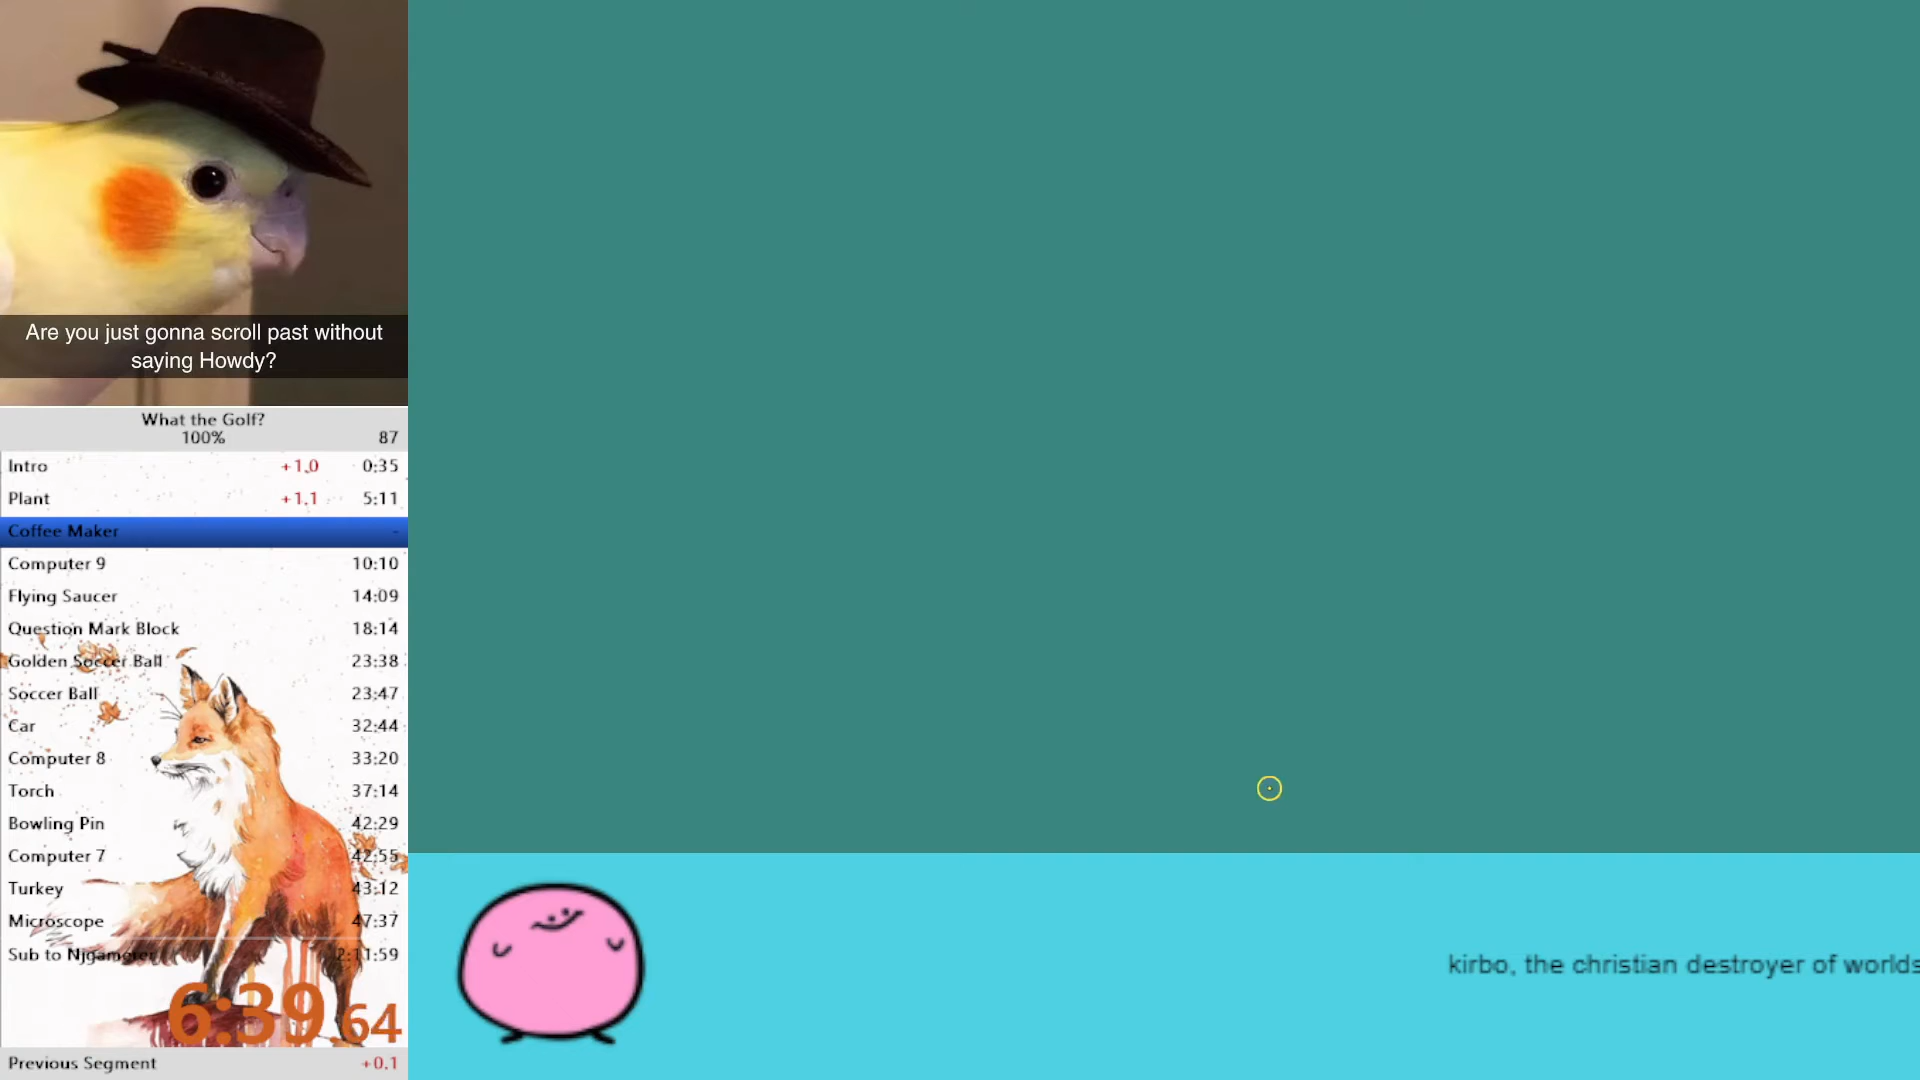 Are you just gonna scroll past without
saying Howdy?
What the Golf?
100% 87
Intro +1.0 0:35
Plant +1.1 5:11
Coffee Maker -
Computer 9 10:10
Flying Saucer 14:09
Question Mark Block 18:14
Golden Soccer Ball 23:38
Soccer Ball 23:47
Car 32:44
Computer 8 33:20
Torch 37:14
Bowling Pin 42:29
Computer 7 42:55
Turkey 43:12
Microscope 47:37
Sub to Njgameter 2:11:59
6:39.64
Previous Segment +0.1
kirbo, the christian destroyer of worlds